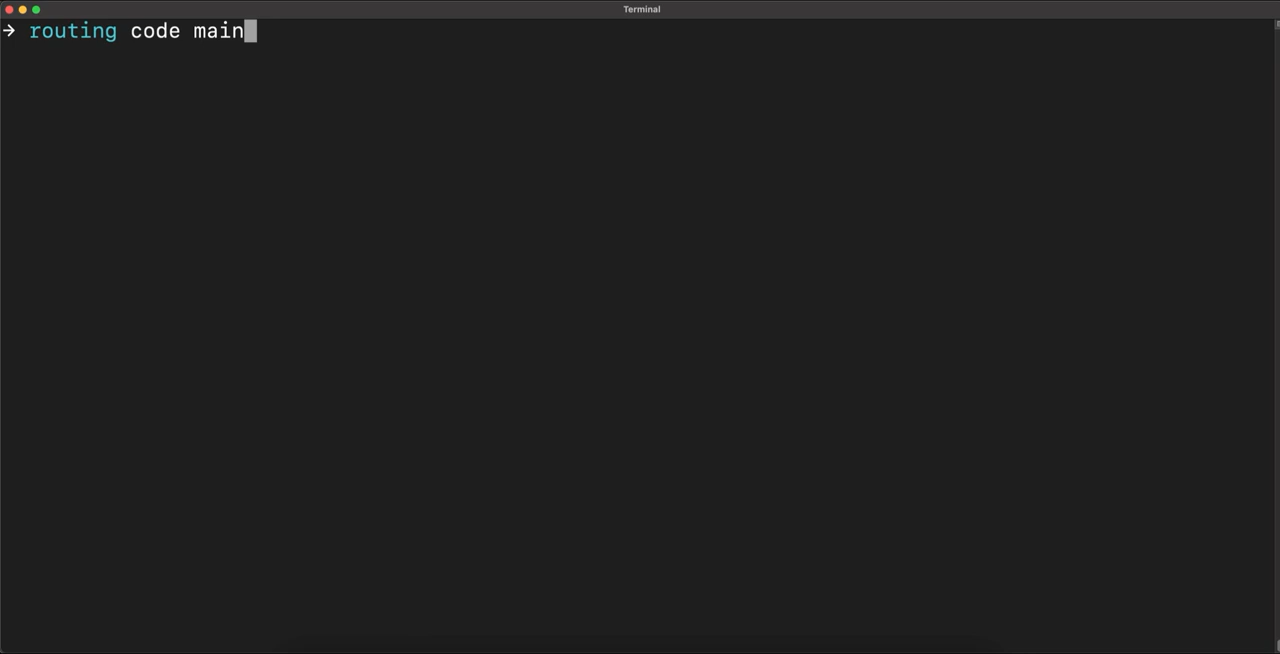 Terminal
→ routing code main